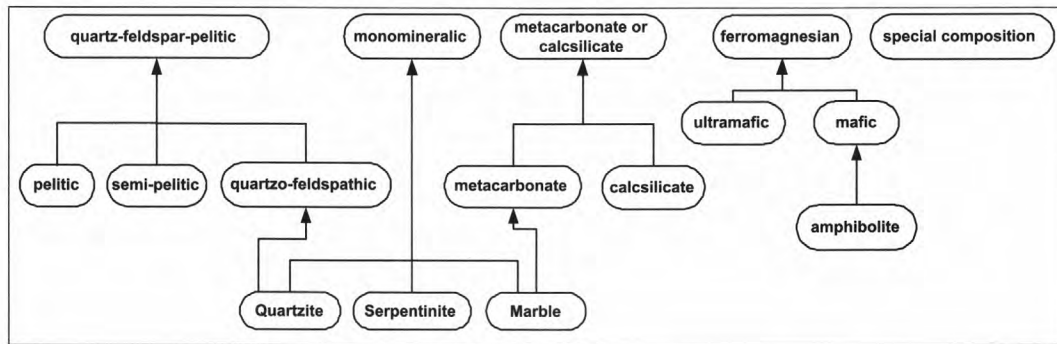 quartz-feldspar-pelitic
monomineralic
metacarbonate or
calcsilicate
ferromagnesian
special composition
ultramafic
mafic
pelitic
semi-pelitic
quartzo-feldspathic
metacarbonate
calcsilicate
amphibolite
Quartzite
Serpentinite
Marble